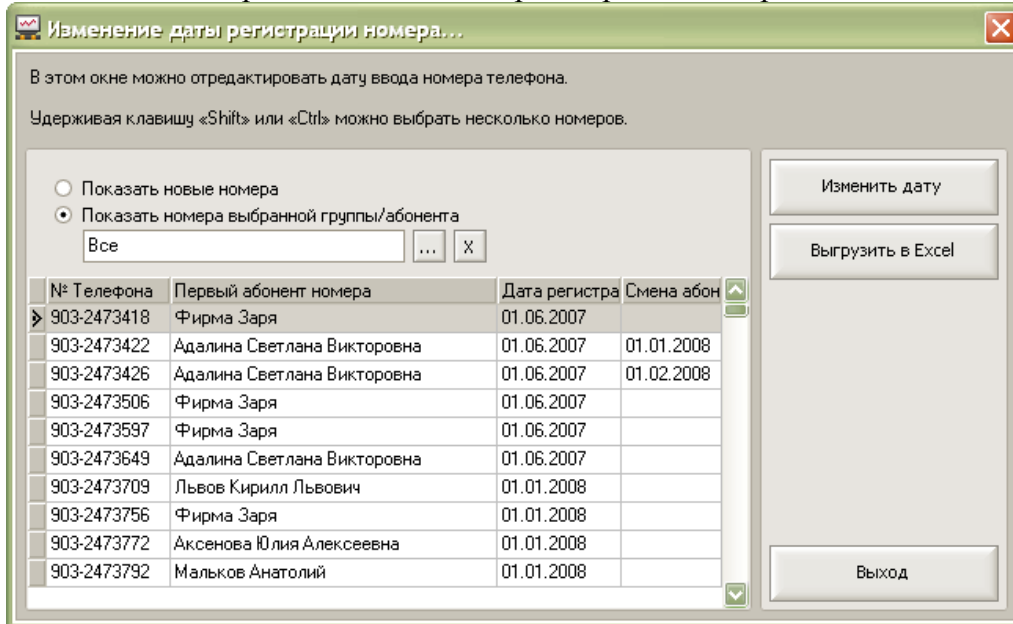 Изменение даты регистрации номера...
В этом окне можно отредактировать дату ввода номера телефона.
Удерживая клавишу «Shift» или «Ctrl» можно выбрать несколько номеров.
Показать новые номера
Показать номера выбранной группы/абонента
Все ... X
Изменить дату
Выгрузить в Excel
№ Телефона Первый абонент номера Дата регистра Смена абон
903-2473418 Фирма Заря 01.06.2007
903-2473422 Адалина Светлана Викторовна 01.06.2007 01.01.2008
903-2473426 Адалина Светлана Викторовна 01.06.2007 01.02.2008
903-2473506 Фирма Заря 01.06.2007
903-2473597 Фирма Заря 01.06.2007
903-2473649 Адалина Светлана Викторовна 01.06.2007
903-2473709 Львов Кирилл Львович 01.01.2008
903-2473756 Фирма Заря 01.01.2008
903-2473772 Аксенова Юлия Алексеевна 01.01.2008
903-2473792 Мальков Анатолий 01.01.2008
Выход